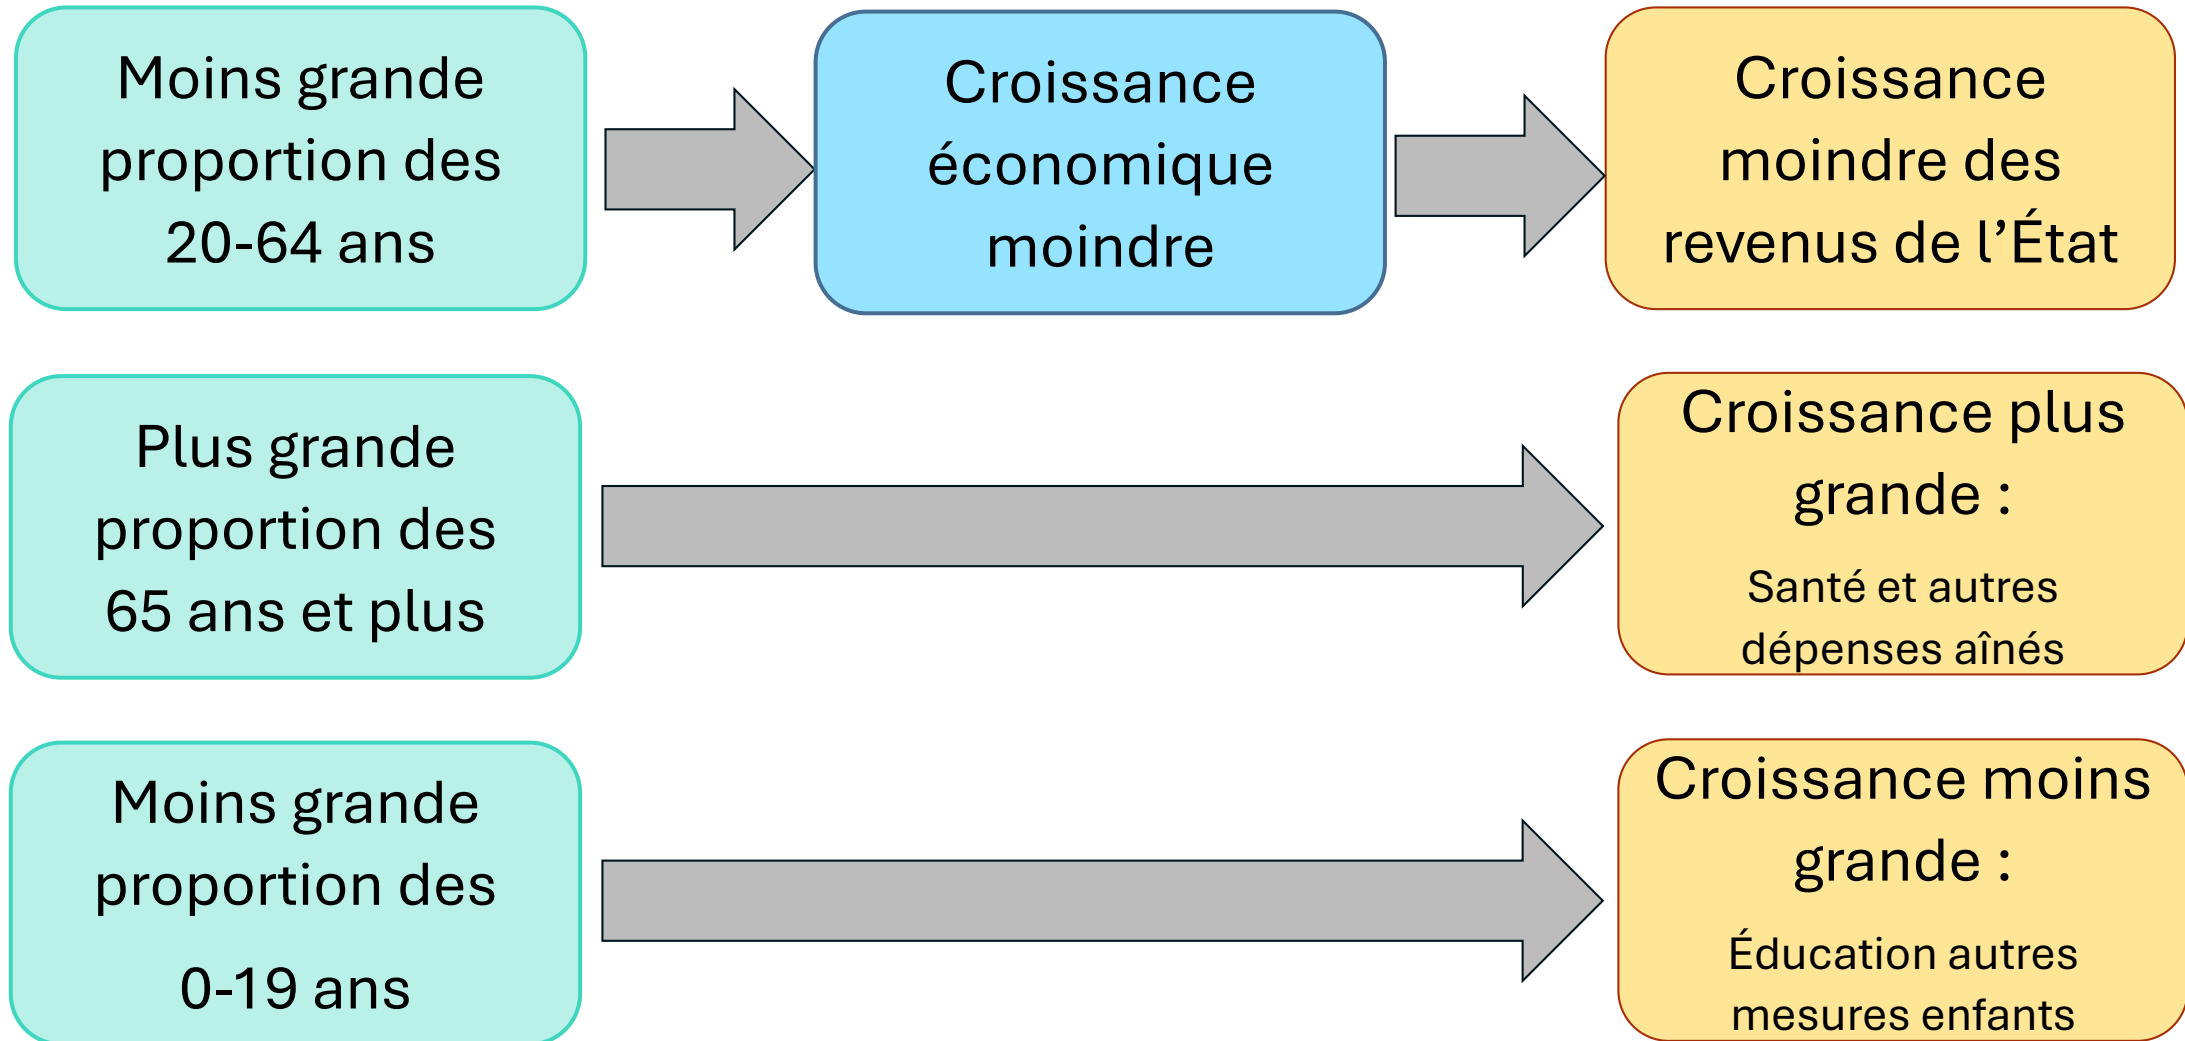 Moins grande
proportion des
20-64 ans
Croissance
économique
moindre
Croissance
moindre des
revenus de l’État
Plus grande
proportion des
65 ans et plus
Croissance plus
grande :
Santé et autres
dépenses aînés
Moins grande
proportion des
0-19 ans
Croissance moins
grande :
Éducation autres
mesures enfants